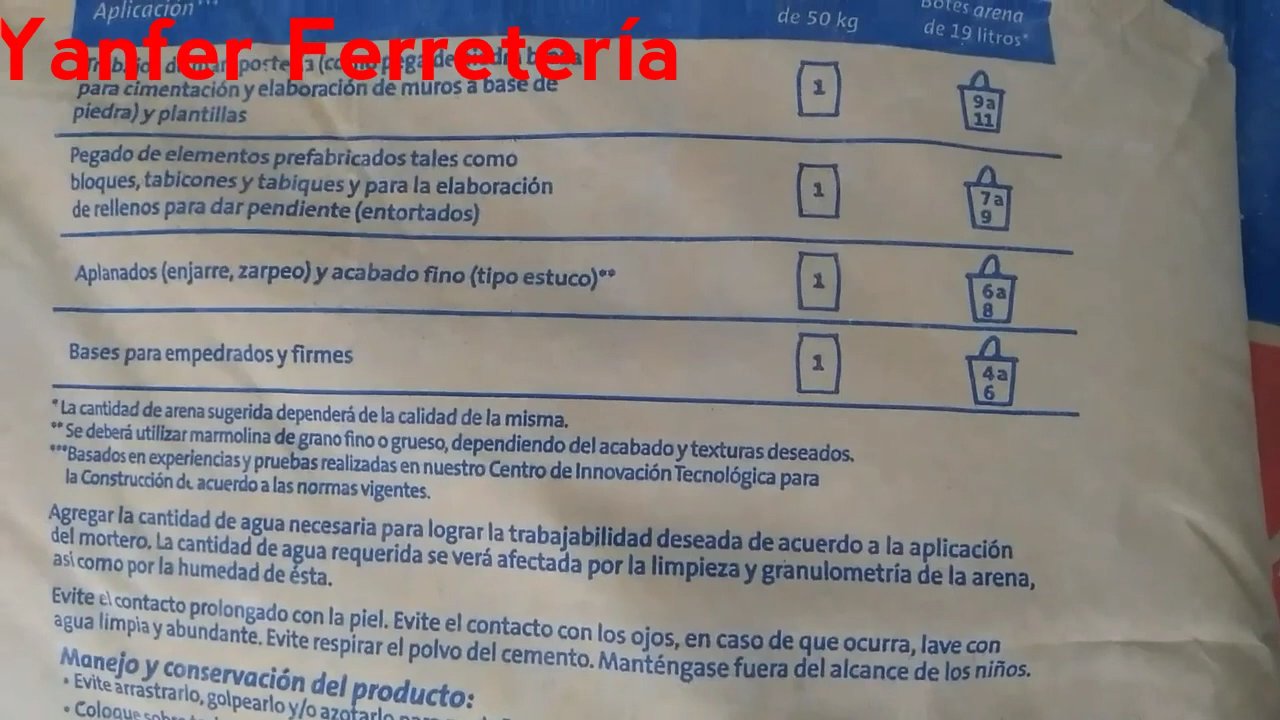 Aplicación***
de 50 kg
Botes arena
de 19 litros*
Yanfer Ferretería
para cimentación y elaboración de muros a base de
piedra) y plantillas
1
9 a
11
Pegado de elementos prefabricados tales como
bloques, tabicones y tabiques y para la elaboración
de rellenos para dar pendiente (entortados)
1
7 a
9
Aplanados (enjarre, zarpeo) y acabado fino (tipo estuco)**
1
6 a
8
Bases para empedrados y firmes
1
4 a
6
*La cantidad de arena sugerida dependerá de la calidad de la misma.
**Se deberá utilizar marmolina de grano fino o grueso, dependiendo del acabado y texturas deseados.
***Basados en experiencias y pruebas realizadas en nuestro Centro de Innovación Tecnológica para
la Construcción de acuerdo a las normas vigentes.
Agregar la cantidad de agua necesaria para lograr la trabajabilidad deseada de acuerdo a la aplicación
del mortero. La cantidad de agua requerida se verá afectada por la limpieza y granulometría de la arena,
así como por la humedad de ésta.
Evite el contacto prolongado con la piel. Evite el contacto con los ojos, en caso de que ocurra, lave con
agua limpia y abundante. Evite respirar el polvo del cemento. Manténgase fuera del alcance de los niños.
Manejo y conservación del producto:
• Evite arrastrarlo, golpearlo y/o azotarlo
• Coloque